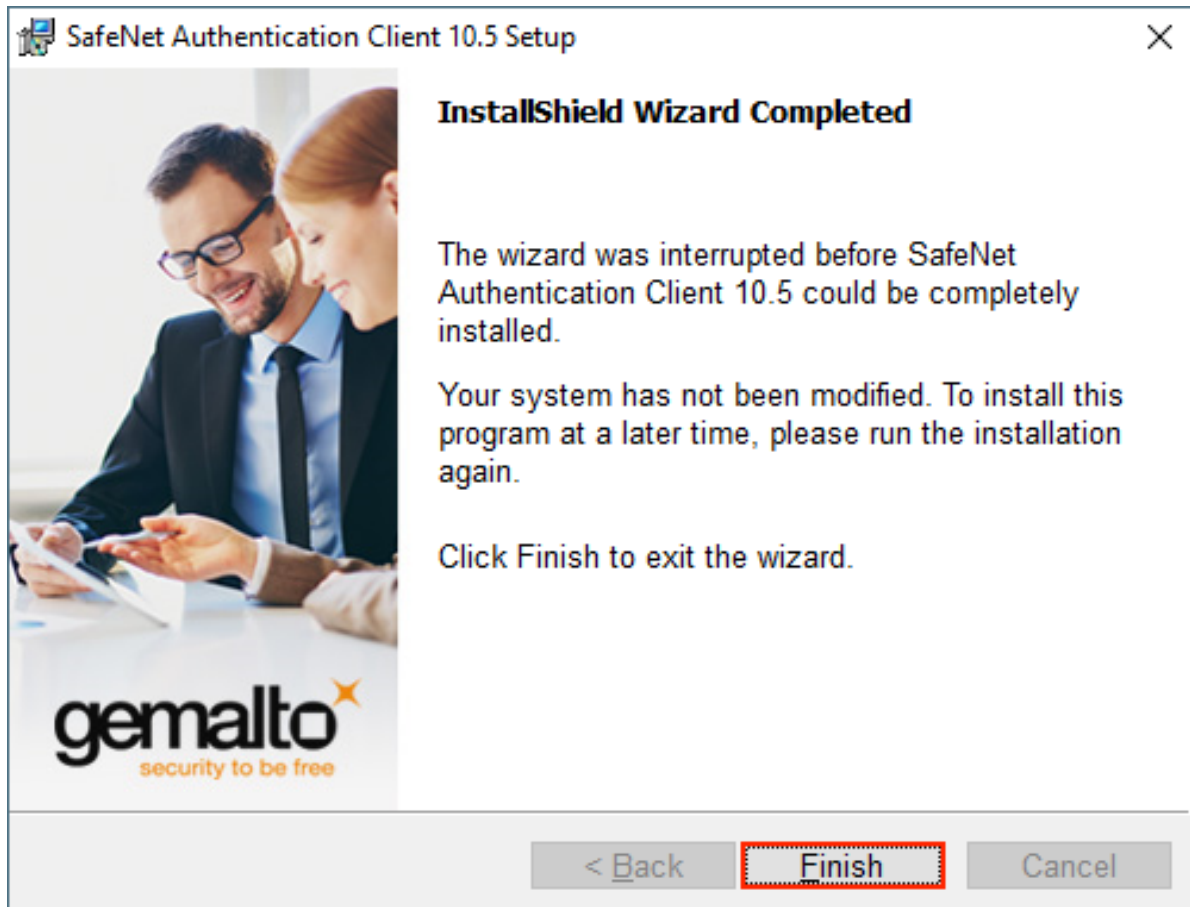 SafeNet Authentication Client 10.5 Setup
InstallShield Wizard Completed
The wizard was interrupted before SafeNet
Authentication Client 10.5 could be completely
installed.
Your system has not been modified. To install this
program at a later time, please run the installation
again.
Click Finish to exit the wizard.
gemalto
security to be free
< Back
Finish
Cancel